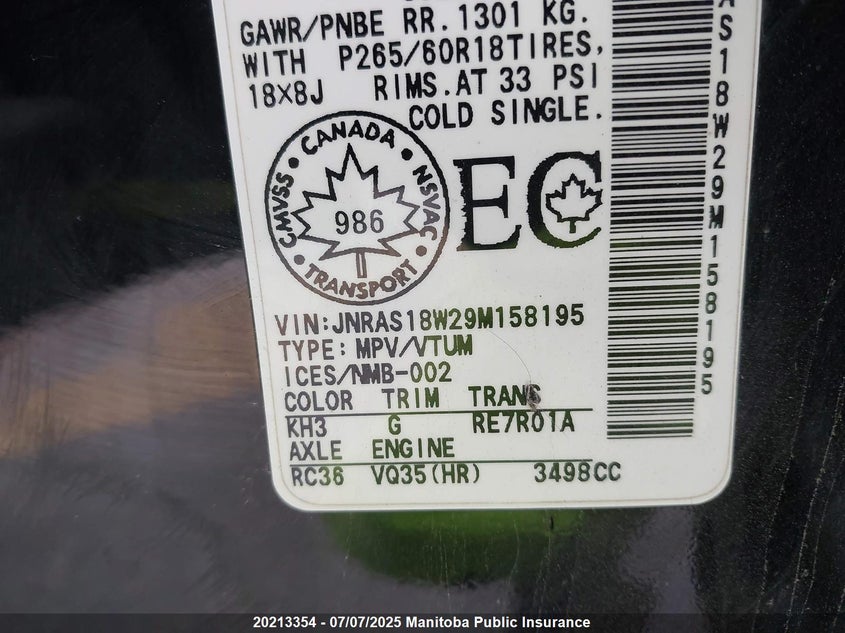 GAWR/PNBE RR.1301 KG.
WITH P265/60R18TIRES,
18X8J RIMS.AT 33 PSI
COLD SINGLE.
CANADA
CMVSS
NSVAC
986
TRANSPORT
EC
VIN:JNRAS18W29M158195
TYPE:MPV/VTUM
ICES/NMB-002
COLOR TRIM TRANS
KH3 G RE7R01A
AXLE ENGINE
RC36 VQ35(HR) 3498CC
AS18W29M158195
20213354 - 07/07/2025 Manitoba Public Insurance